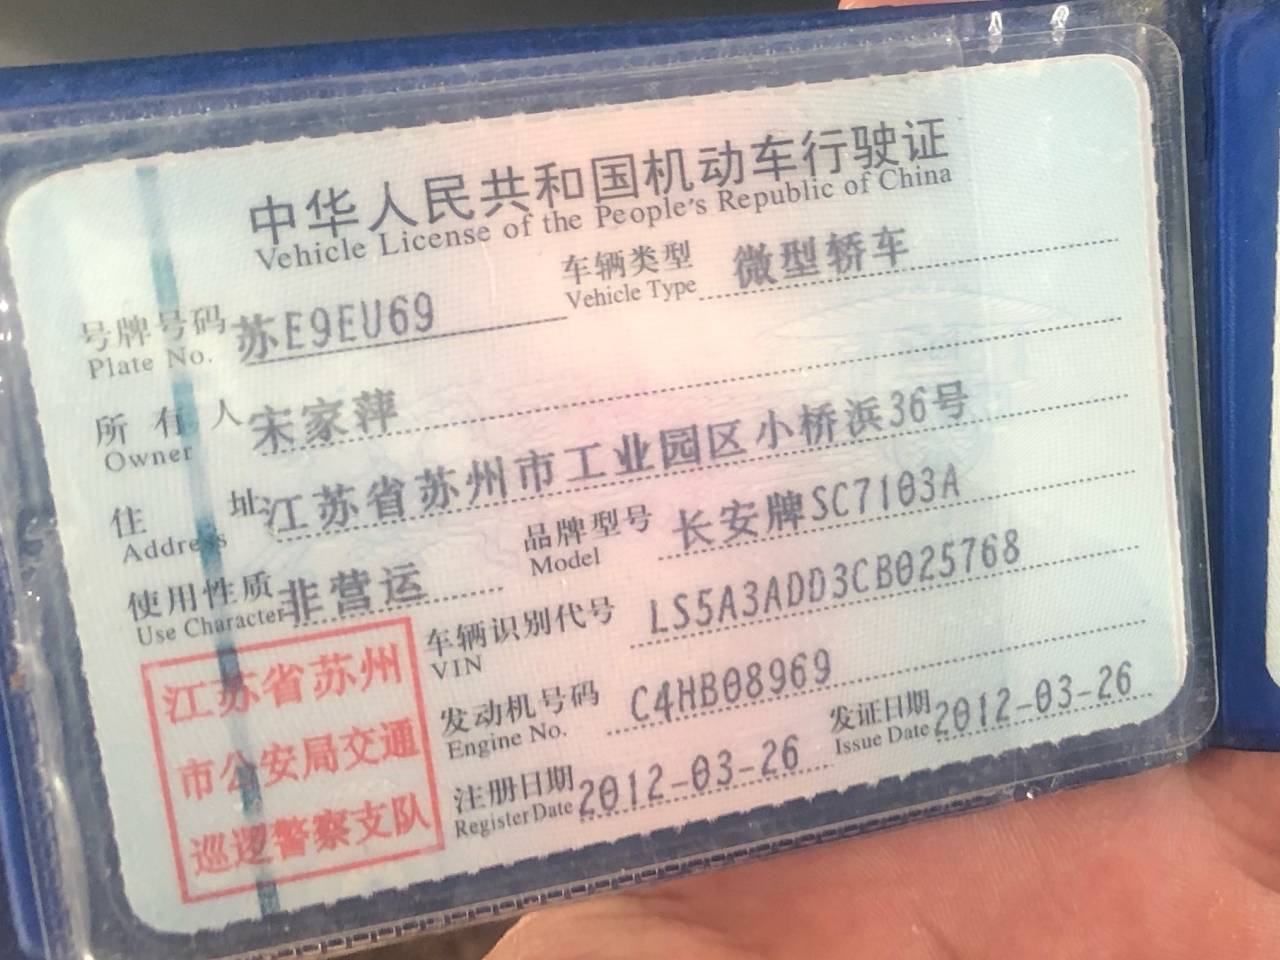 中华人民共和国机动车行驶证
Vehicle License of the People's Republic of China
号牌号码 苏E9EU69 车辆类型 微型轿车
Plate No. Vehicle Type
所有人 宋家萍
Owner
住址 江苏省苏州市工业园区小桥浜36号
Address
使用性质 非营运 品牌型号 长安牌SC7103A
Use Character Model
车辆识别代号 LS5A3ADD3CB025768
VIN
发动机号码 C4HB08969
Engine No.
注册日期 2012-03-26 发证日期 2012-03-26
Register Date Issue Date
江苏省苏州
市公安局交通
巡逻警察支队